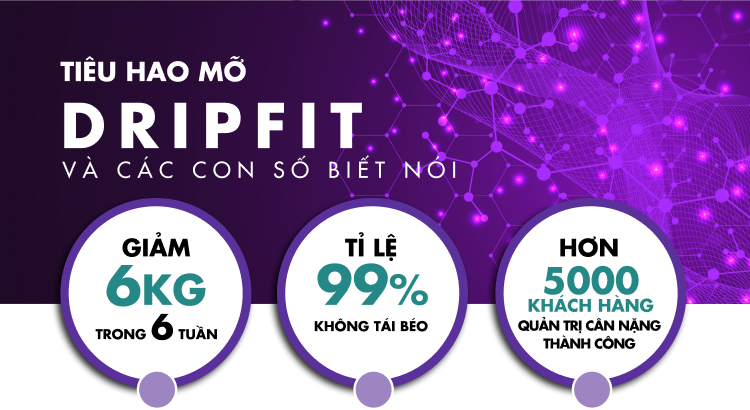 TIÊU HAO MỠ
DRIPFIT
VÀ CÁC CON SỐ BIẾT NÓI
GIẢM
6KG
TRONG 6 TUẦN
TỈ LỆ
99%
KHÔNG TÁI BÉO
HƠN
5000
KHÁCH HÀNG
QUẢN TRỊ CÂN NẶNG
THÀNH CÔNG